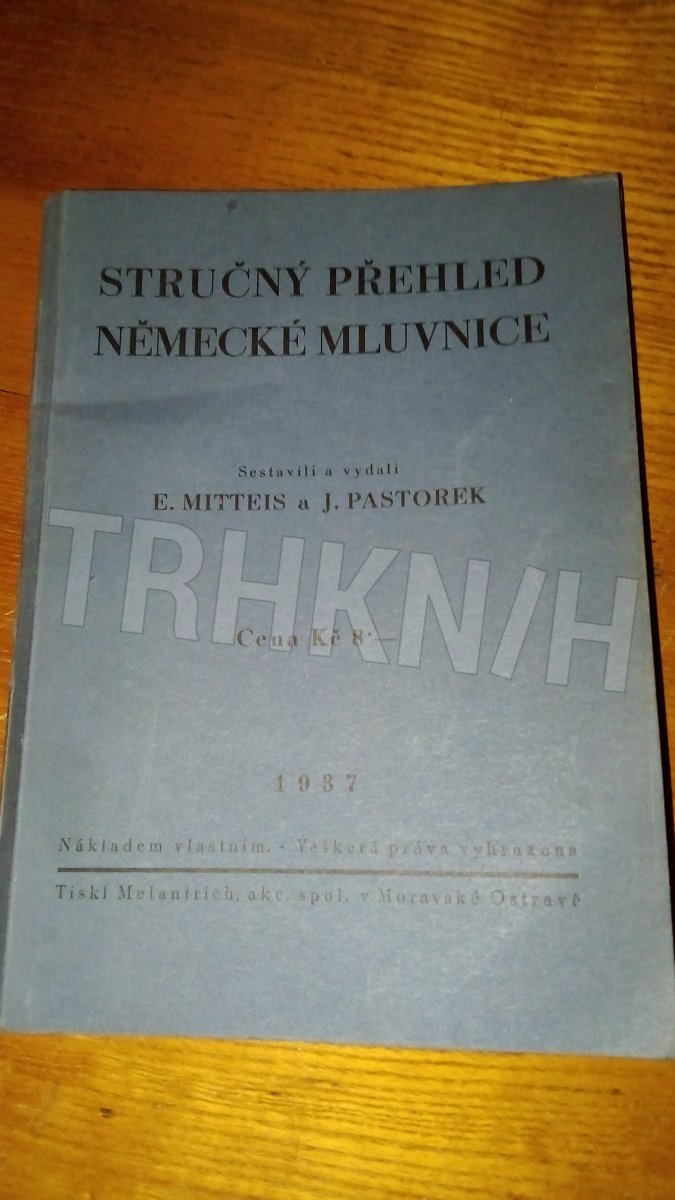 STRUČNÝ PŘEHLED
NĚMECKÉ MLUVNICE
Sestavili a vydali
E. MITTEIS a J. PASTOREK
TRHKN/H
Cena Kč 8·—
1937
Nákladem vlastním. - Veškerá práva vyhrazena
Tiskl Melantrich, akc. spol. v Moravské Ostravě